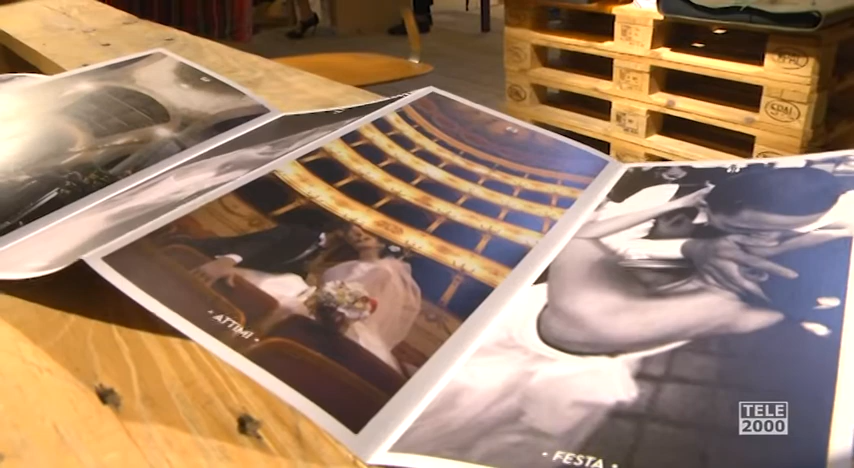 EPAL
EPAL
• ATTIMI •
• FESTA •
TELE
2000